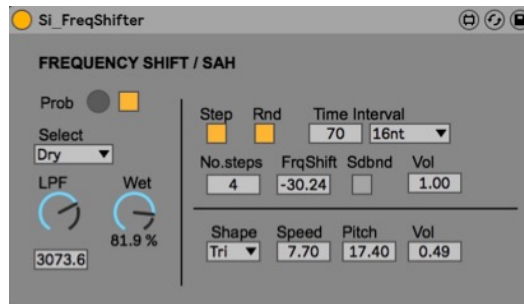 Si_FreqShifter
FREQUENCY SHIFT / SAH
Prob
Step Rnd Time Interval
70 16nt
Select
Dry
No.steps FrqShift Sdbnd Vol
4 -30.24 1.00
LPF Wet
81.9 %
3073.6
Shape Speed Pitch Vol
Tri 7.70 17.40 0.49